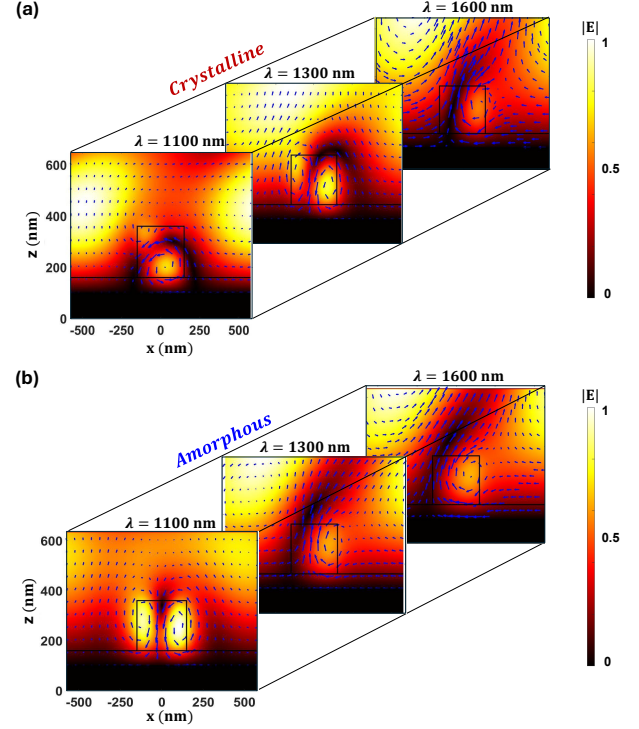 (a)
λ = 1600 nm
|E|
Crystalline
λ = 1300 nm
1
λ = 1100 nm
600
400
200
0
z (nm)
0.5
0
-500 -250 0 250 500
x (nm)
(b)
λ = 1600 nm
|E|
Amorphous
λ = 1300 nm
1
λ = 1100 nm
600
400
200
0
z (nm)
0.5
0
-500 -250 0 250 500
x (nm)